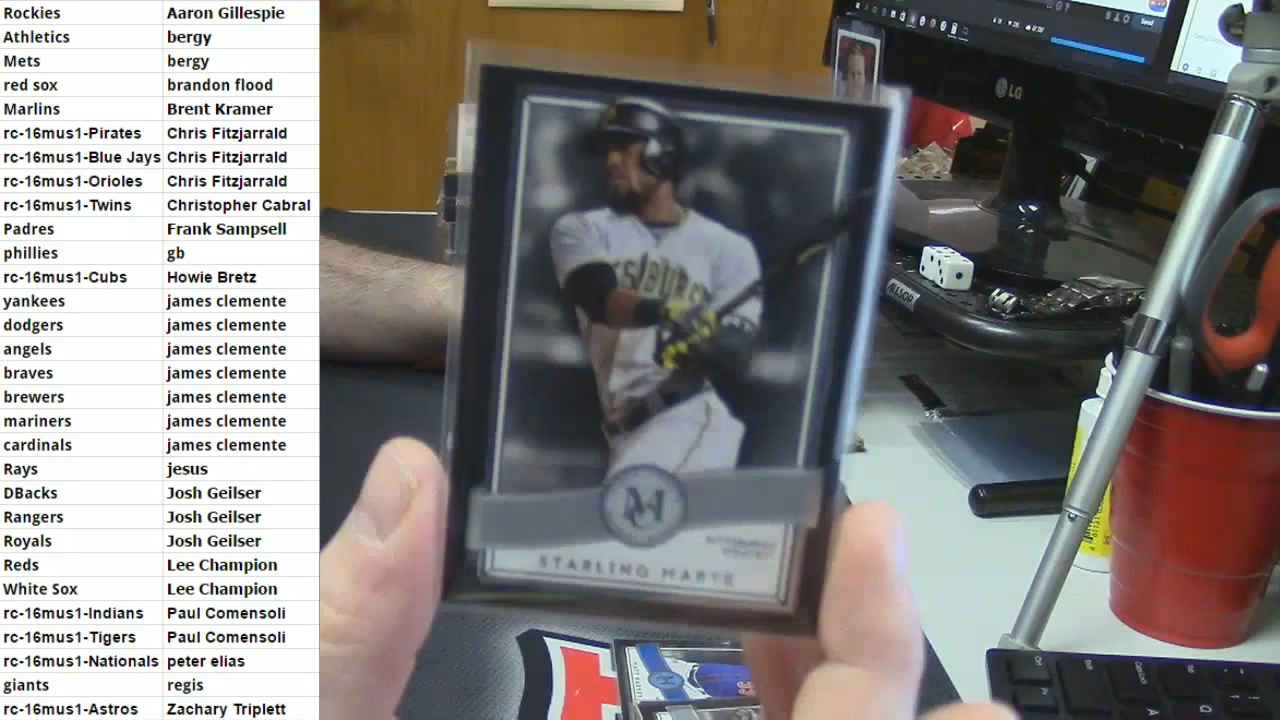 Rockies Aaron Gillespie
Athletics bergy
Mets bergy
red sox brandon flood
Marlins Brent Kramer
rc-16mus1-Pirates Chris Fitzjarrald
rc-16mus1-Blue Jays Chris Fitzjarrald
rc-16mus1-Orioles Chris Fitzjarrald
rc-16mus1-Twins Christopher Cabral
Padres Frank Sampsell
phillies gb
rc-16mus1-Cubs Howie Bretz
yankees james clemente
dodgers james clemente
angels james clemente
braves james clemente
brewers james clemente
mariners james clemente
cardinals james clemente
Rays jesus
DBacks Josh Geilser
Rangers Josh Geilser
Royals Josh Geilser
Reds Lee Champion
White Sox Lee Champion
rc-16mus1-Indians Paul Comensoli
rc-16mus1-Tigers Paul Comensoli
rc-16mus1-Nationals peter elias
giants regis
rc-16mus1-Astros Zachary Triplett
LG
Send
MC
PITTSBURGH
PIRATES
STARLING MARTE